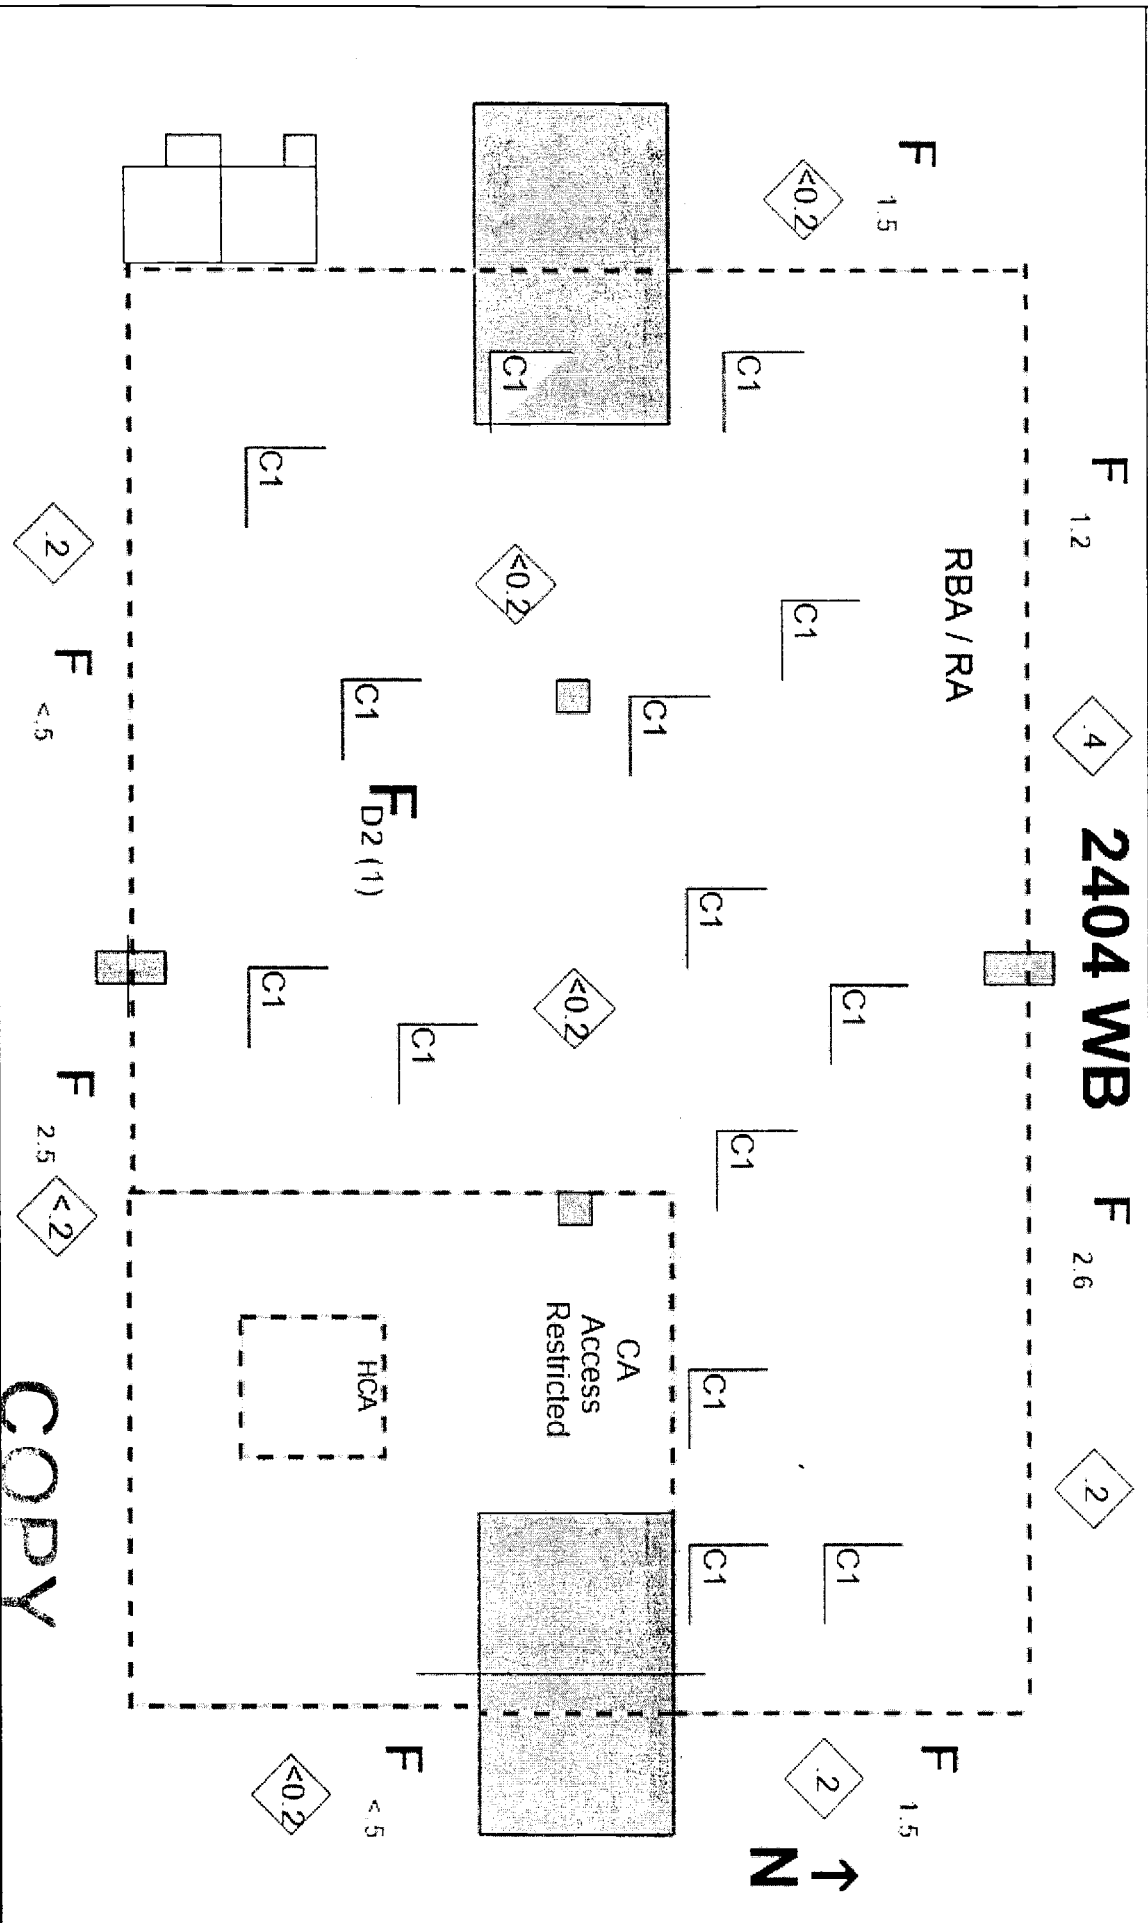 2404 WB
F
1.2
.4
F
2.6
.2
F
1.5
<0.2
RBA / RA
F
1.5
.2
↑
N
C1
C1
C1
C1
C1
C1
C1
C1
C1
CA
Access
Restricted
<0.2
C1
<0.2
C1
F
<.5
<0.2
C1
F
D2 (1)
HCA
C1
C1
.2
F
<.5
F
2.5
<.2
COPY